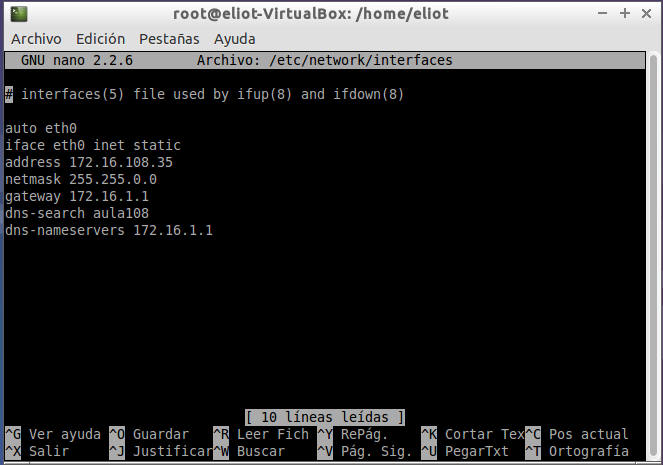 root@eliot-VirtualBox: /home/eliot
Archivo Edición Pestañas Ayuda
GNU nano 2.2.6 Archivo: /etc/network/interfaces
# interfaces(5) file used by ifup(8) and ifdown(8)
auto eth0
iface eth0 inet static
address 172.16.108.35
netmask 255.255.0.0
gateway 172.16.1.1
dns-search aula108
dns-nameservers 172.16.1.1
[ 10 líneas leídas ]
^G Ver ayuda ^O Guardar ^R Leer Fich ^Y RePág. ^K Cortar Tex ^C Pos actual
^X Salir ^J Justificar ^W Buscar ^V Pág. Sig. ^U PegarTxt ^T Ortografía